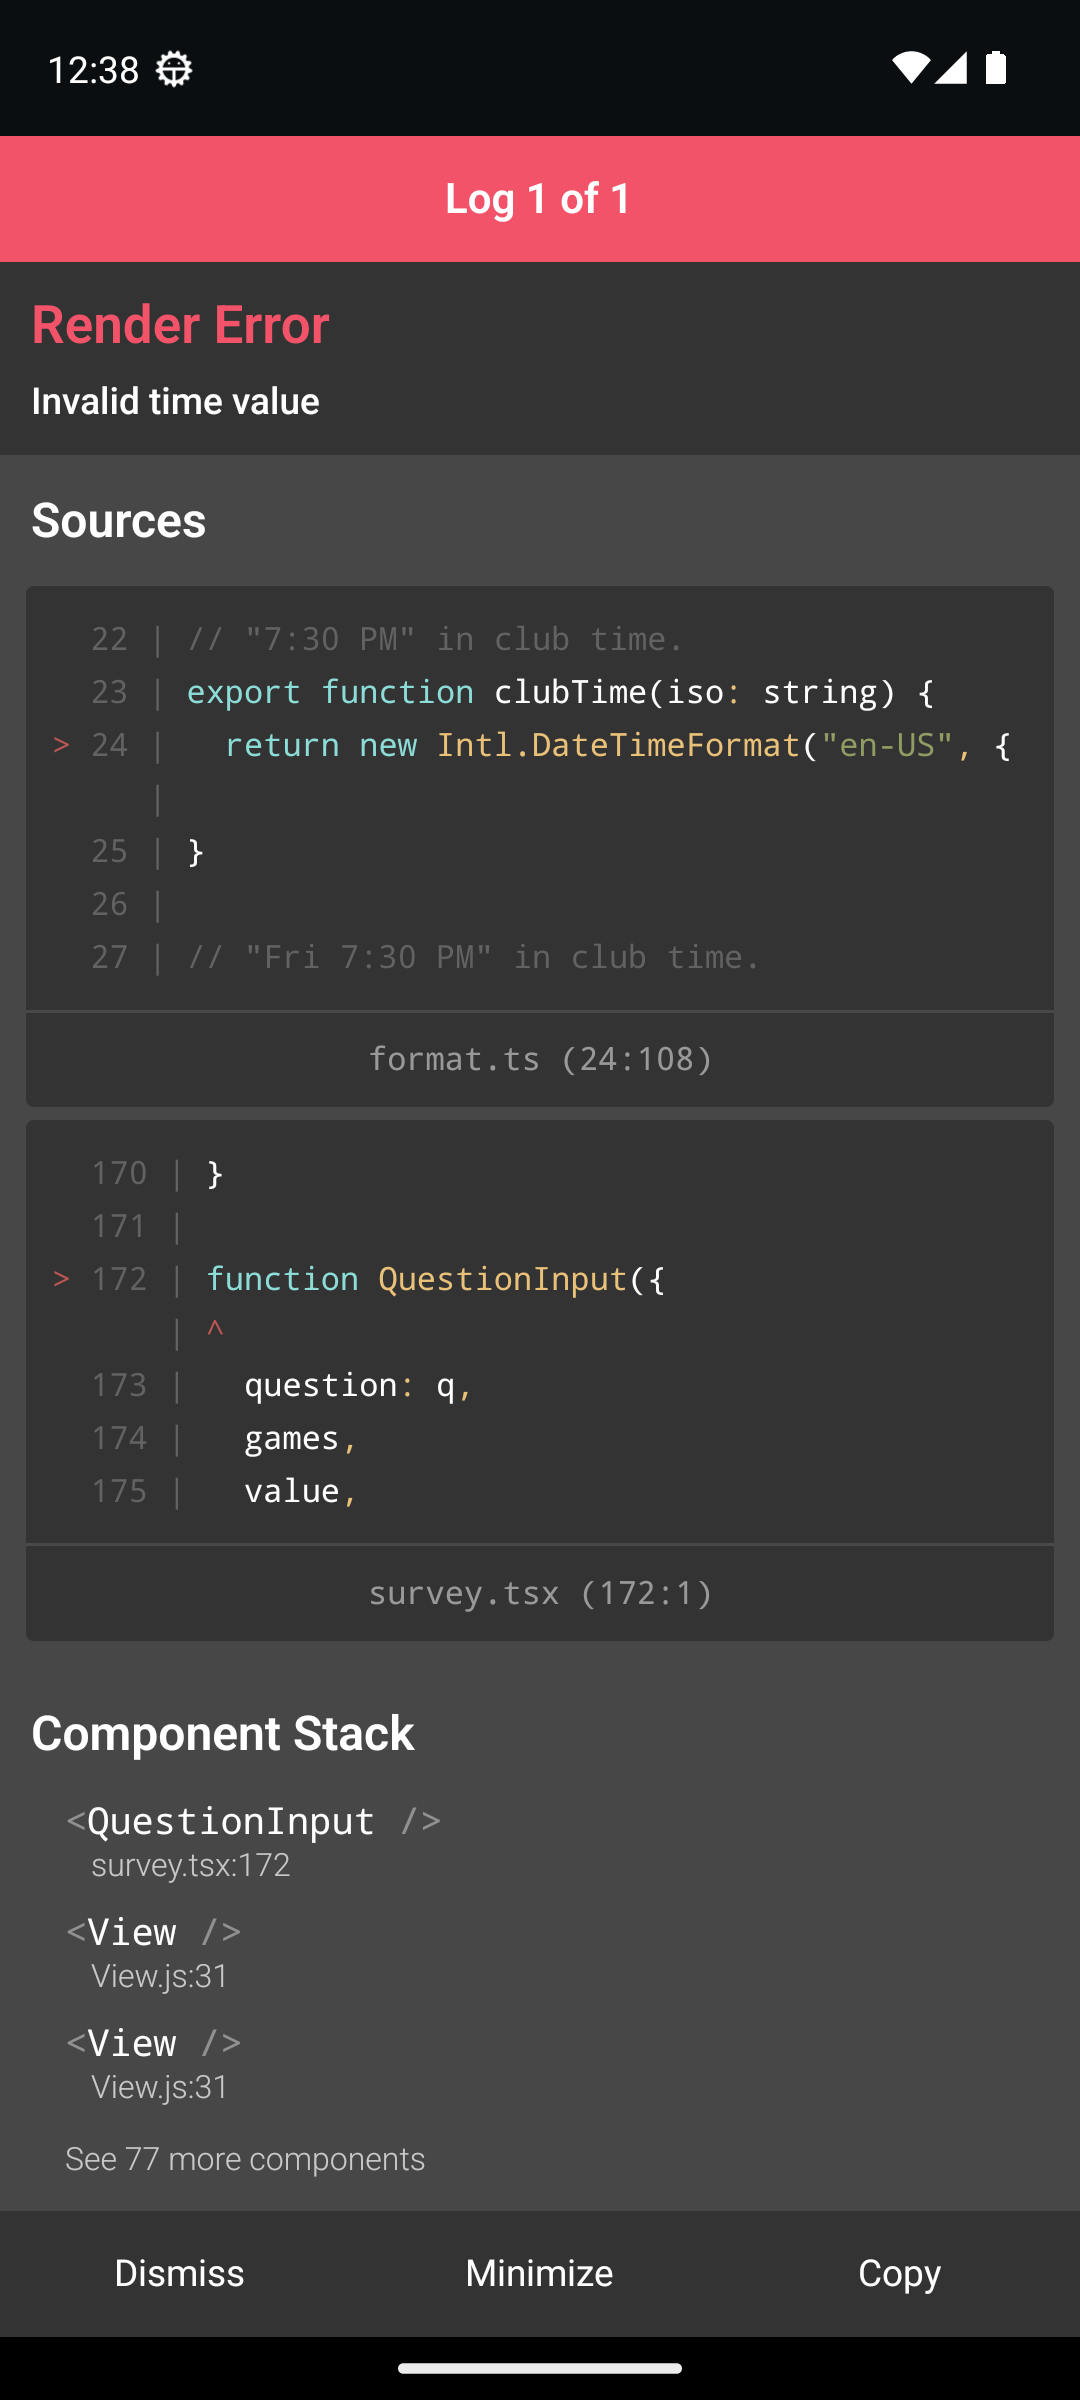 12:38
Log 1 of 1
Render Error
Invalid time value
Sources
22 | // "7:30 PM" in club time.
23 | export function clubTime(iso: string) {
> 24 |   return new Intl.DateTimeFormat("en-US", {
|
25 | }
26 |
27 | // "Fri 7:30 PM" in club time.
format.ts (24:108)
170 | }
171 |
> 172 | function QuestionInput({
| ^
173 |   question: q,
174 |   games,
175 |   value,
survey.tsx (172:1)
Component Stack
<QuestionInput />
survey.tsx:172
<View />
View.js:31
<View />
View.js:31
See 77 more components
Dismiss Minimize Copy